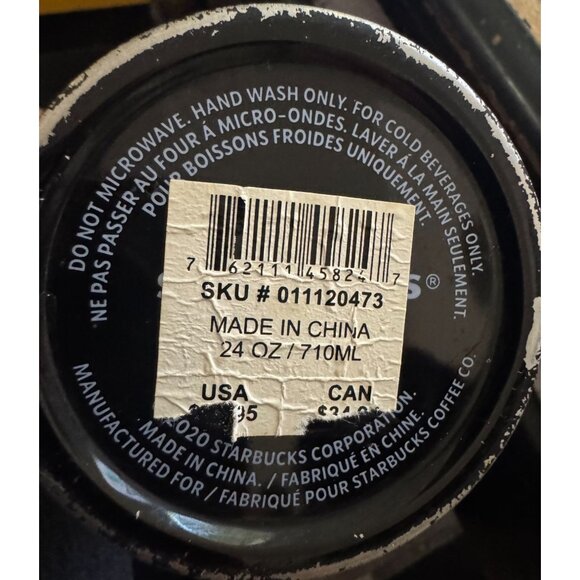 DO NOT MICROWAVE. HAND WASH ONLY. FOR COLD BEVERAGES ONLY.
NE PAS PASSER AU FOUR À MICRO-ONDES. LAVER À LA MAIN SEULEMENT.
POUR BOISSONS FROIDES UNIQUEMENT.
7 62111 45824 7
S S®
SKU # 011120473
MADE IN CHINA
24 OZ / 710ML
USA CAN
95 $34.
2020 STARBUCKS CORPORATION.
MADE IN CHINA. / FABRIQUÉ EN CHINE.
MANUFACTURED FOR / FABRIQUÉ POUR STARBUCKS COFFEE CO.